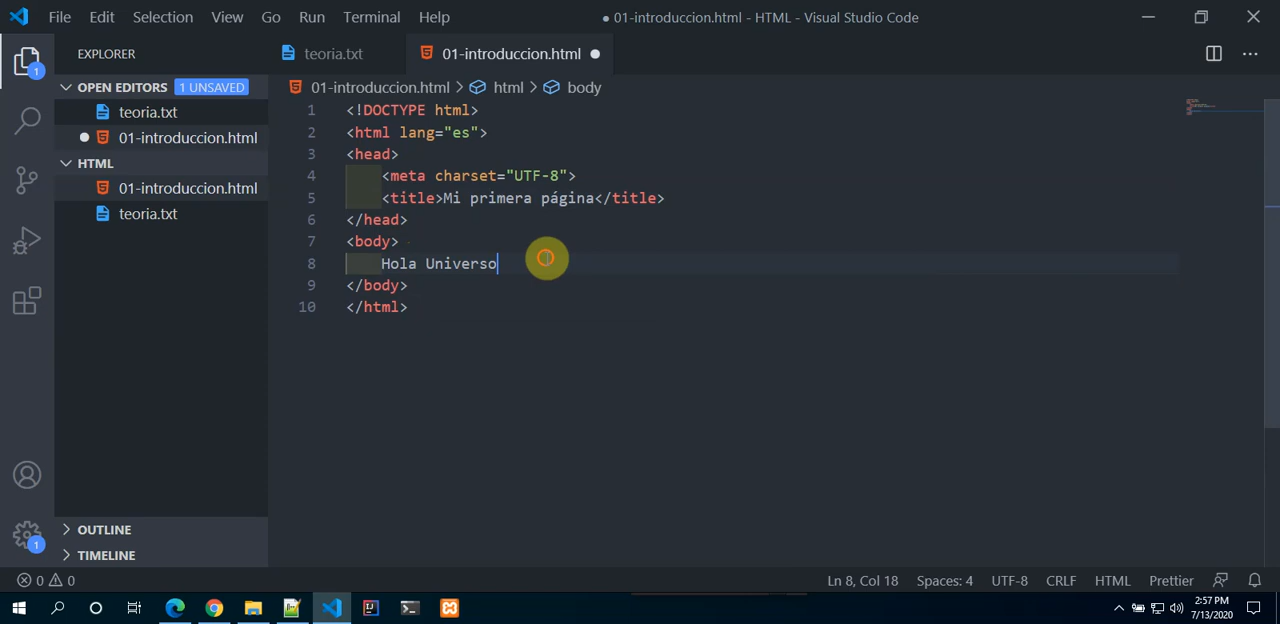 File Edit Selection View Go Run Terminal Help ● 01-introduccion.html - HTML - Visual Studio Code
EXPLORER
teoria.txt
01-introduccion.html
OPEN EDITORS 1 UNSAVED
teoria.txt
01-introduccion.html
HTML
01-introduccion.html
teoria.txt
1
1
OUTLINE
TIMELINE
01-introduccion.html > html > body
1 <!DOCTYPE html>
2 <html lang="es">
3 <head>
4 <meta charset="UTF-8">
5 <title>Mi primera página</title>
6 </head>
7 <body>
8 Hola Universo
9 </body>
10 </html>
0 0 Ln 8, Col 18 Spaces: 4 UTF-8 CRLF HTML Prettier
2:57 PM
7/13/2020